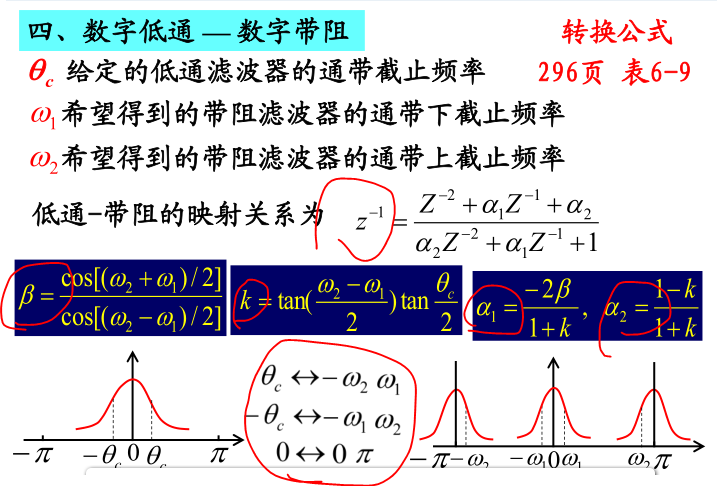 四、数字低通 — 数字带阻 转换公式
θc 给定的低通滤波器的通带截止频率 296页 表6-9
ω1希望得到的带阻滤波器的通带下截止频率
ω2希望得到的带阻滤波器的通带上截止频率
低通-带阻的映射关系为 z^{-1} = (Z^{-2} + α1Z^{-1} + α2) / (α2Z^{-2} + α1Z^{-1} + 1)
β = cos[(ω2 + ω1) / 2] / cos[(ω2 − ω1) / 2] k = tan((ω2 − ω1) / 2) tan θc / 2 α1 = −2β / (1 + k) , α2 = (1 − k) / (1 + k)
θc ↔ −ω2 ω1
−θc ↔ −ω1 ω2
0 ↔ 0 π
−π −θc 0 θc π −π −ω2 −ω1 0 ω1 ω2 π